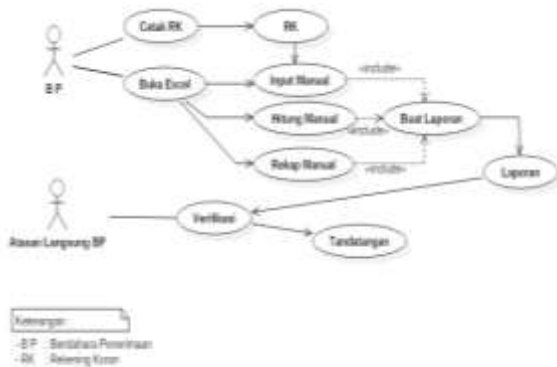 Cetak RK
RK
B P
Buka Excel
Input Manual
«include»
Hitung Manual
Buat Laporan
«include»
Rekap Manual
«include»
Laporan
Verifikasi
Atasan Langsung BP
Tandatangan
Keterangan
- B P : Bendahara Penerimaan
- RK : Rekening Koran